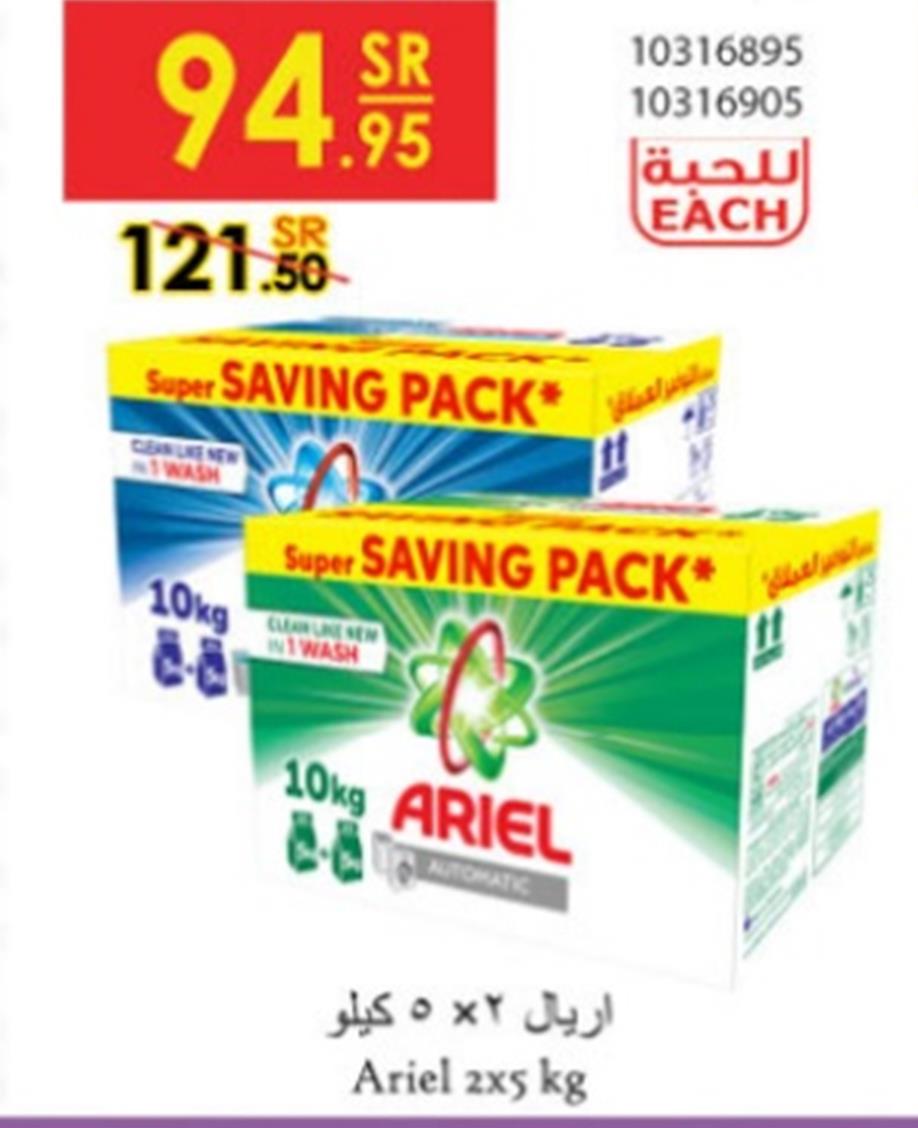 94.95 SR
10316895
10316905
للحبة
EACH
121.50 SR
Super SAVING PACK*
CLEAN LIKE NEW
IN 1 WASH
10kg
Super SAVING PACK*
CLEAN LIKE NEW
IN 1 WASH
10kg
ARIEL
AUTOMATIC
اريال ٢× ٥ كيلو
Ariel 2x5 kg